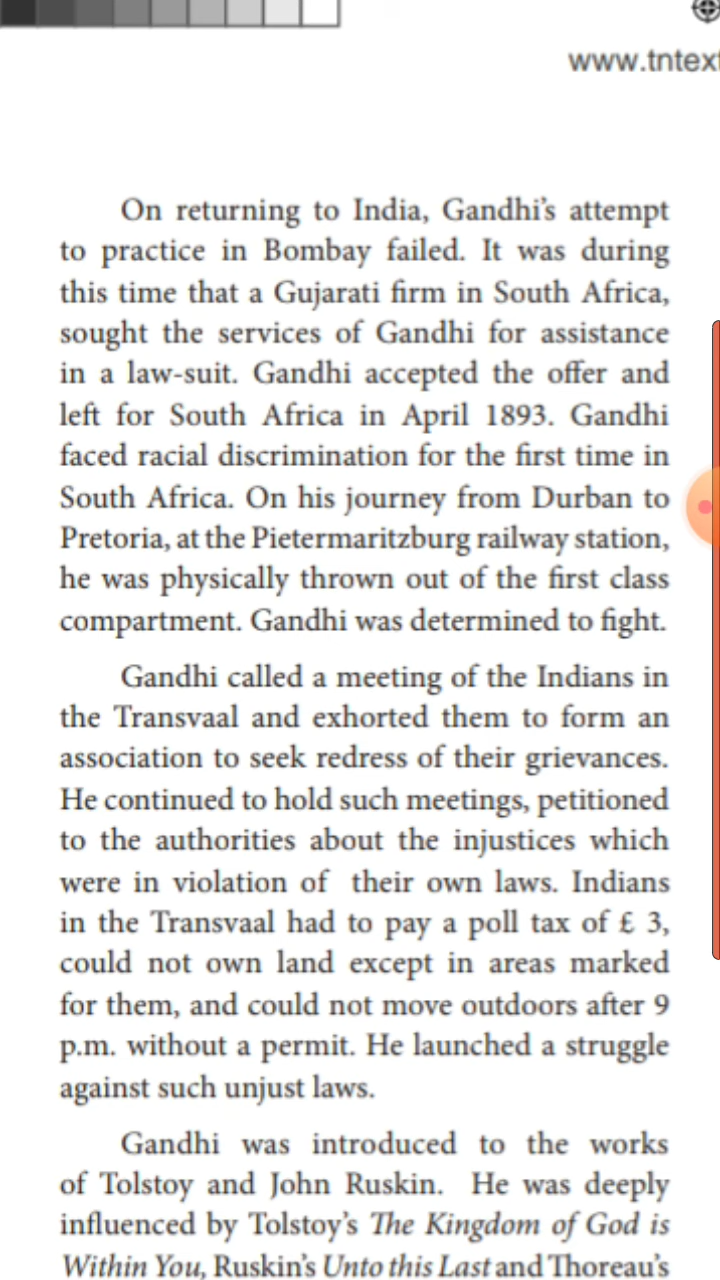 www.tntext
On returning to India, Gandhi's attempt
to practice in Bombay failed. It was during
this time that a Gujarati firm in South Africa,
sought the services of Gandhi for assistance
in a law-suit. Gandhi accepted the offer and
left for South Africa in April 1893. Gandhi
faced racial discrimination for the first time in
South Africa. On his journey from Durban to
Pretoria, at the Pietermaritzburg railway station,
he was physically thrown out of the first class
compartment. Gandhi was determined to fight.
Gandhi called a meeting of the Indians in
the Transvaal and exhorted them to form an
association to seek redress of their grievances.
He continued to hold such meetings, petitioned
to the authorities about the injustices which
were in violation of their own laws. Indians
in the Transvaal had to pay a poll tax of £ 3,
could not own land except in areas marked
for them, and could not move outdoors after 9
p.m. without a permit. He launched a struggle
against such unjust laws.
Gandhi was introduced to the works
of Tolstoy and John Ruskin. He was deeply
influenced by Tolstoy's The Kingdom of God is
Within You, Ruskin's Unto this Last and Thoreau's